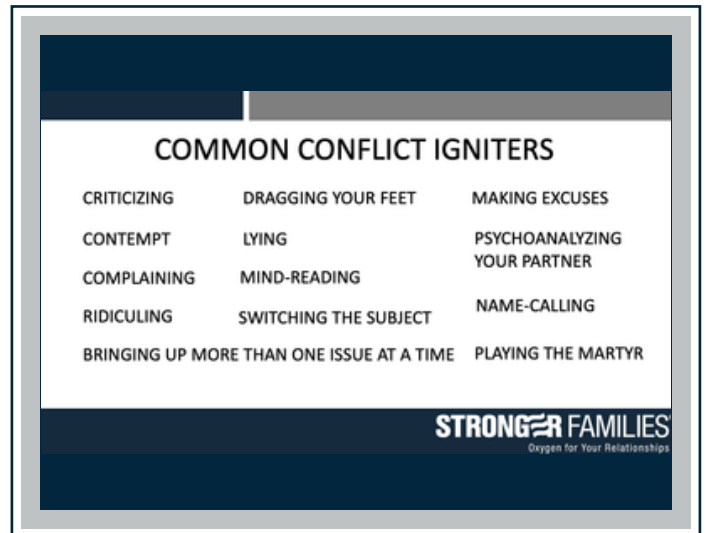 COMMON CONFLICT IGNITERS
CRITICIZING
CONTEMPT
COMPLAINING
RIDICULING
DRAGGING YOUR FEET
LYING
MIND-READING
SWITCHING THE SUBJECT
BRINGING UP MORE THAN ONE ISSUE AT A TIME
MAKING EXCUSES
PSYCHOANALYZING
YOUR PARTNER
NAME-CALLING
PLAYING THE MARTYR
STRONGER FAMILIES
Oxygen for Your Relationships